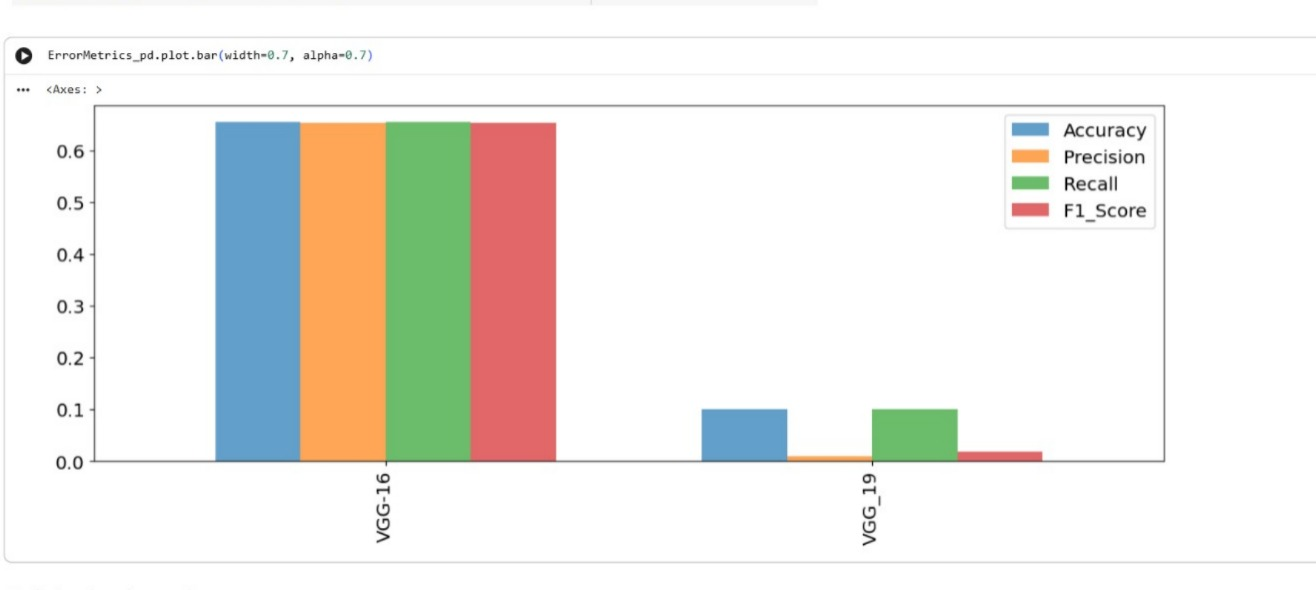 ErrorMetrics_pd.plot.bar(width=0.7, alpha=0.7)
<Axes: >
Accuracy
Precision
Recall
F1_Score
0.6
0.5
0.4
0.3
0.2
0.1
0.0
VGG-16
VGG_19